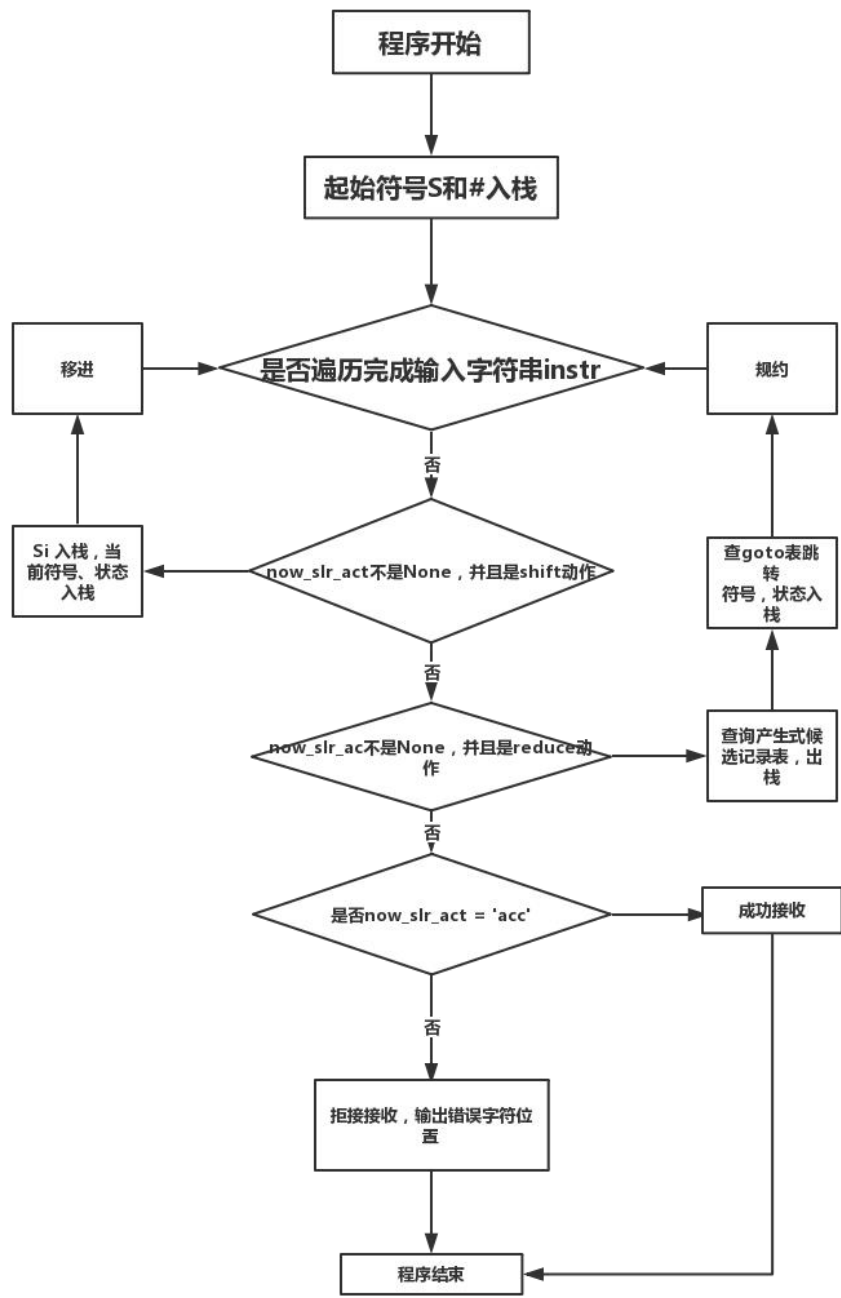 程序开始
起始符号S和#入栈
移进
是否遍历完成输入字符串instr
规约
否
Si 入栈，当
前符号、状态
入栈
now_slr_act不是None，并且是shift动作
查goto表跳
转
符号，状态入
栈
否
now_slr_ac不是None，并且是reduce动
作
查询产生式候
选记录表，出
栈
否
是否now_slr_act = 'acc'
成功接收
否
拒接接收，输出错误字符位
置
程序结束